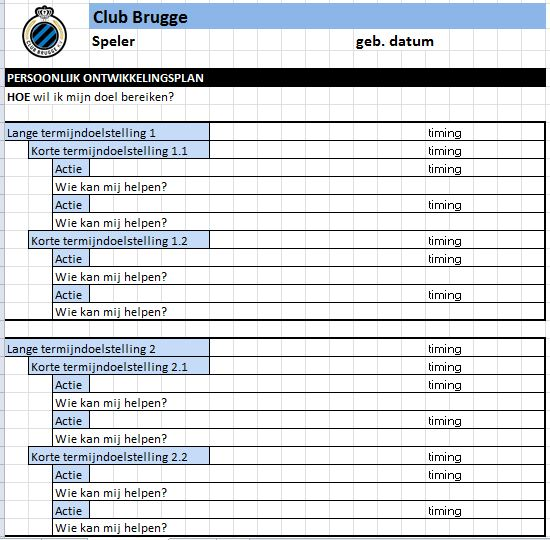 Club Brugge
Speler geb. datum
PERSOONLIJK ONTWIKKELINGSPLAN
HOE wil ik mijn doel bereiken?
Lange termijndoelstelling 1 timing
Korte termijndoelstelling 1.1 timing
Actie timing
Wie kan mij helpen?
Actie timing
Wie kan mij helpen?
Korte termijndoelstelling 1.2 timing
Actie timing
Wie kan mij helpen?
Actie timing
Wie kan mij helpen?
Lange termijndoelstelling 2 timing
Korte termijndoelstelling 2.1 timing
Actie timing
Wie kan mij helpen?
Actie timing
Wie kan mij helpen?
Korte termijndoelstelling 2.2 timing
Actie timing
Wie kan mij helpen?
Actie timing
Wie kan mij helpen?